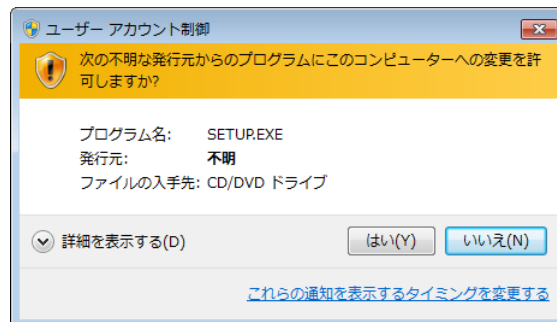 ユーザー アカウント制御
次の不明な発行元からのプログラムにこのコンピューターへの変更を許
可しますか?
プログラム名: SETUP.EXE
発行元: 不明
ファイルの入手先: CD/DVD ドライブ
詳細を表示する(D) はい(Y) いいえ(N)
これらの通知を表示するタイミングを変更する